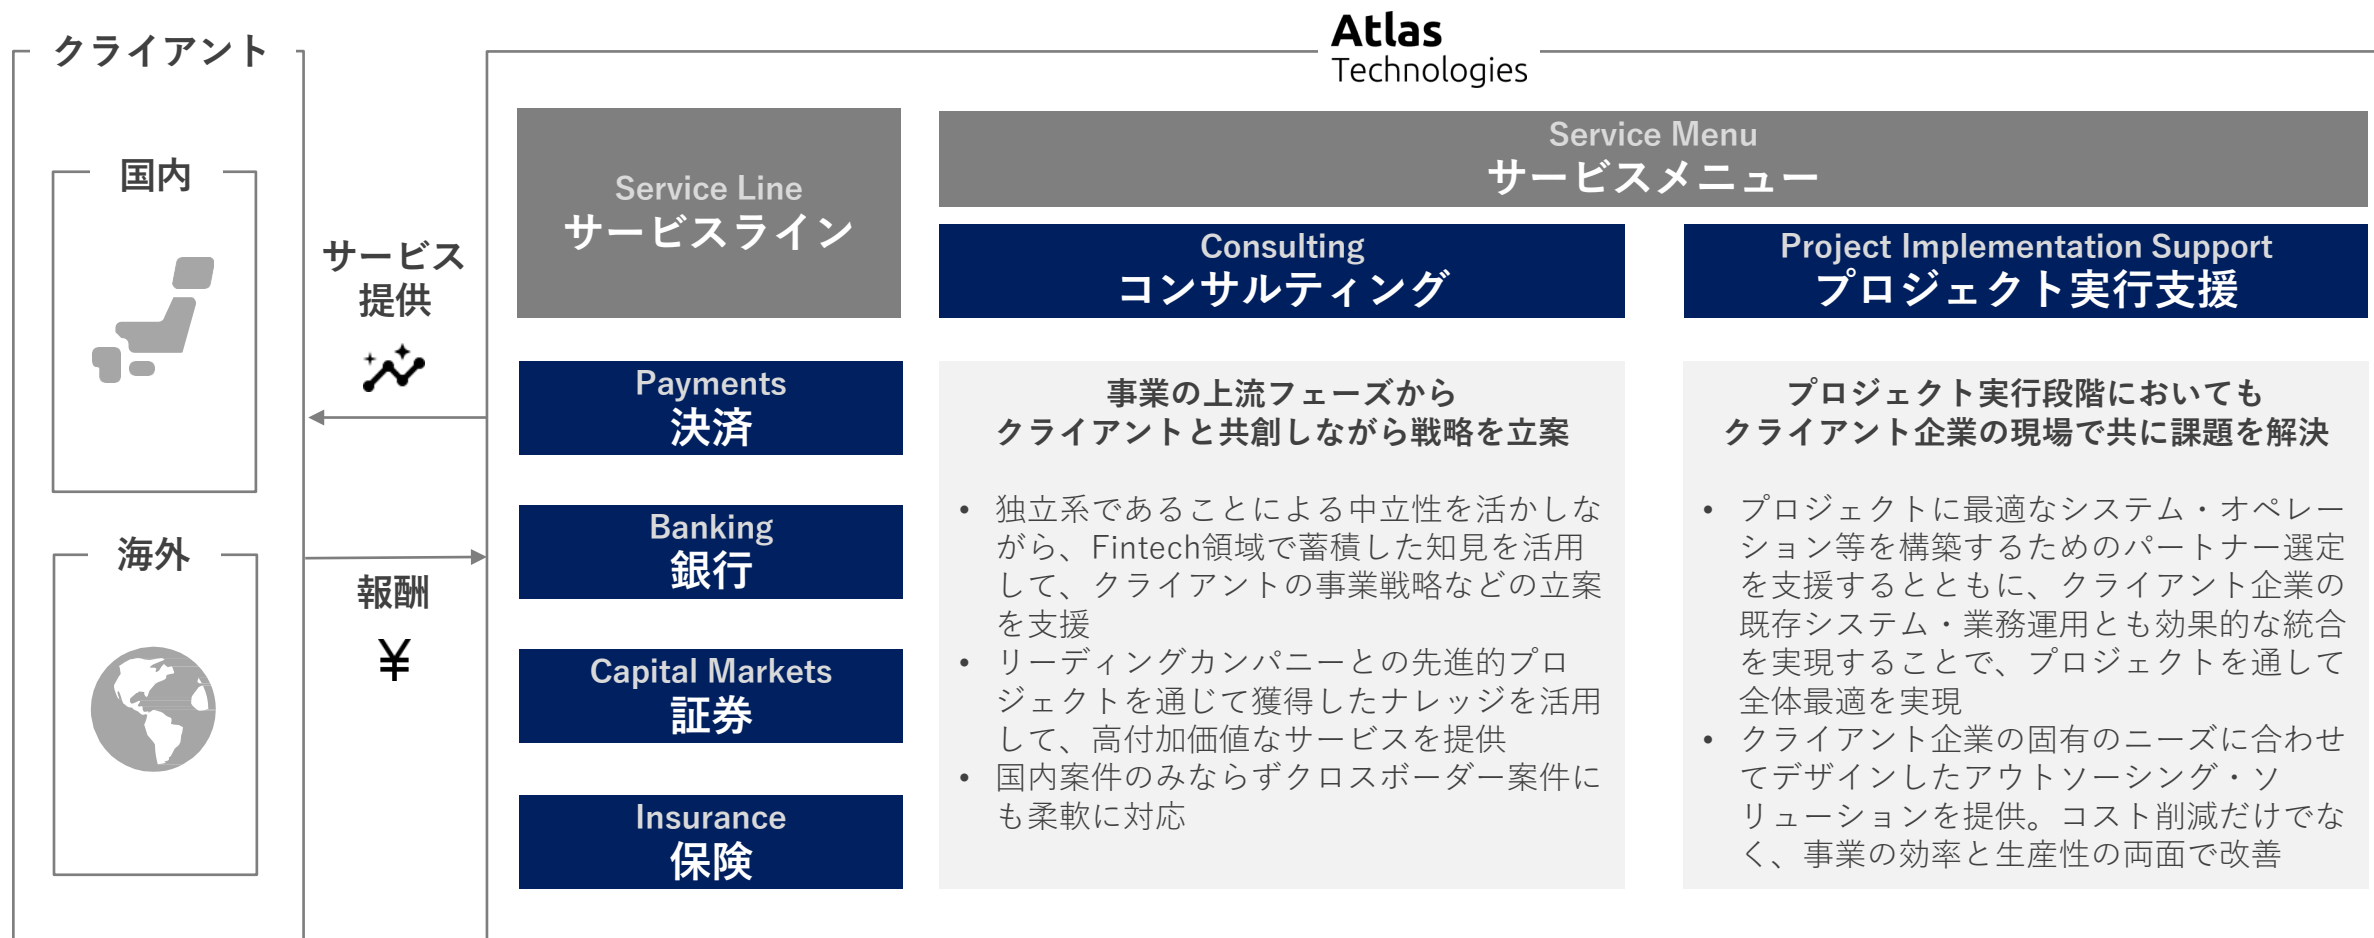 クライアント
国内
海外
サービス
提供
報酬
¥
Atlas
Technologies
Service Line
サービスライン
Service Menu
サービスメニュー
Consulting
コンサルティング
Project Implementation Support
プロジェクト実行支援
Payments
決済
Banking
銀行
Capital Markets
証券
Insurance
保険
事業の上流フェーズから
クライアントと共創しながら戦略を立案
• 独立系であることによる中立性を活かしな
がら、Fintech領域で蓄積した知見を活用
して、クライアントの事業戦略などの立案
を支援
• リーディングカンパニーとの先進的プロ
ジェクトを通じて獲得したナレッジを活用
して、高付加価値なサービスを提供
• 国内案件のみならずクロスボーダー案件に
も柔軟に対応
プロジェクト実行段階においても
クライアント企業の現場で共に課題を解決
• プロジェクトに最適なシステム・オペレー
ション等を構築するためのパートナー選定
を支援するとともに、クライアント企業の
既存システム・業務運用とも効果的な統合
を実現することで、プロジェクトを通して
全体最適を実現
• クライアント企業の固有のニーズに合わせ
てデザインしたアウトソーシング・ソ
リューションを提供。コスト削減だけでな
く、事業の効率と生産性の両面で改善